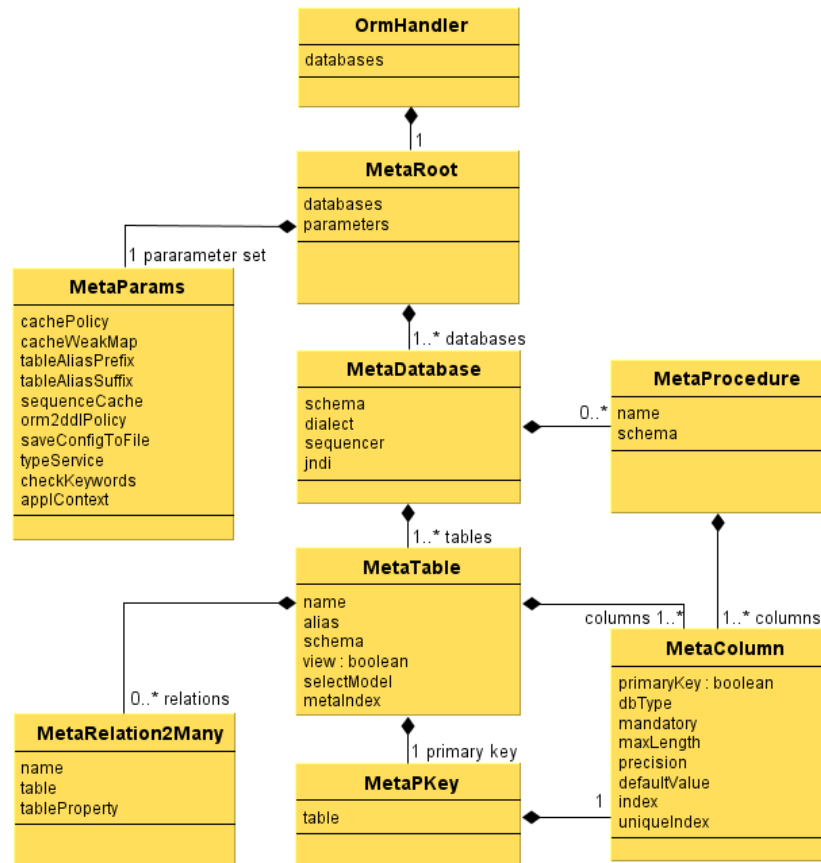 OrmHandler
databases
1
MetaRoot
databases
parameters
1 pararameter set
MetaParams
cachePolicy
cacheWeakMap
tableAliasPrefix
tableAliasSuffix
sequenceCache
orm2ddlPolicy
saveConfigToFile
typeService
checkKeywords
applContext
1..* databases
MetaDatabase
schema
dialect
sequencer
jndi
0..*
MetaProcedure
name
schema
1..* tables
MetaTable
name
alias
schema
view : boolean
selectModel
metaIndex
columns 1..*
1..* columns
MetaColumn
primaryKey : boolean
dbType
mandatory
maxLength
precision
defaultValue
index
uniqueIndex
0..* relations
MetaRelation2Many
name
table
tableProperty
1 primary key
MetaPKey
table
1